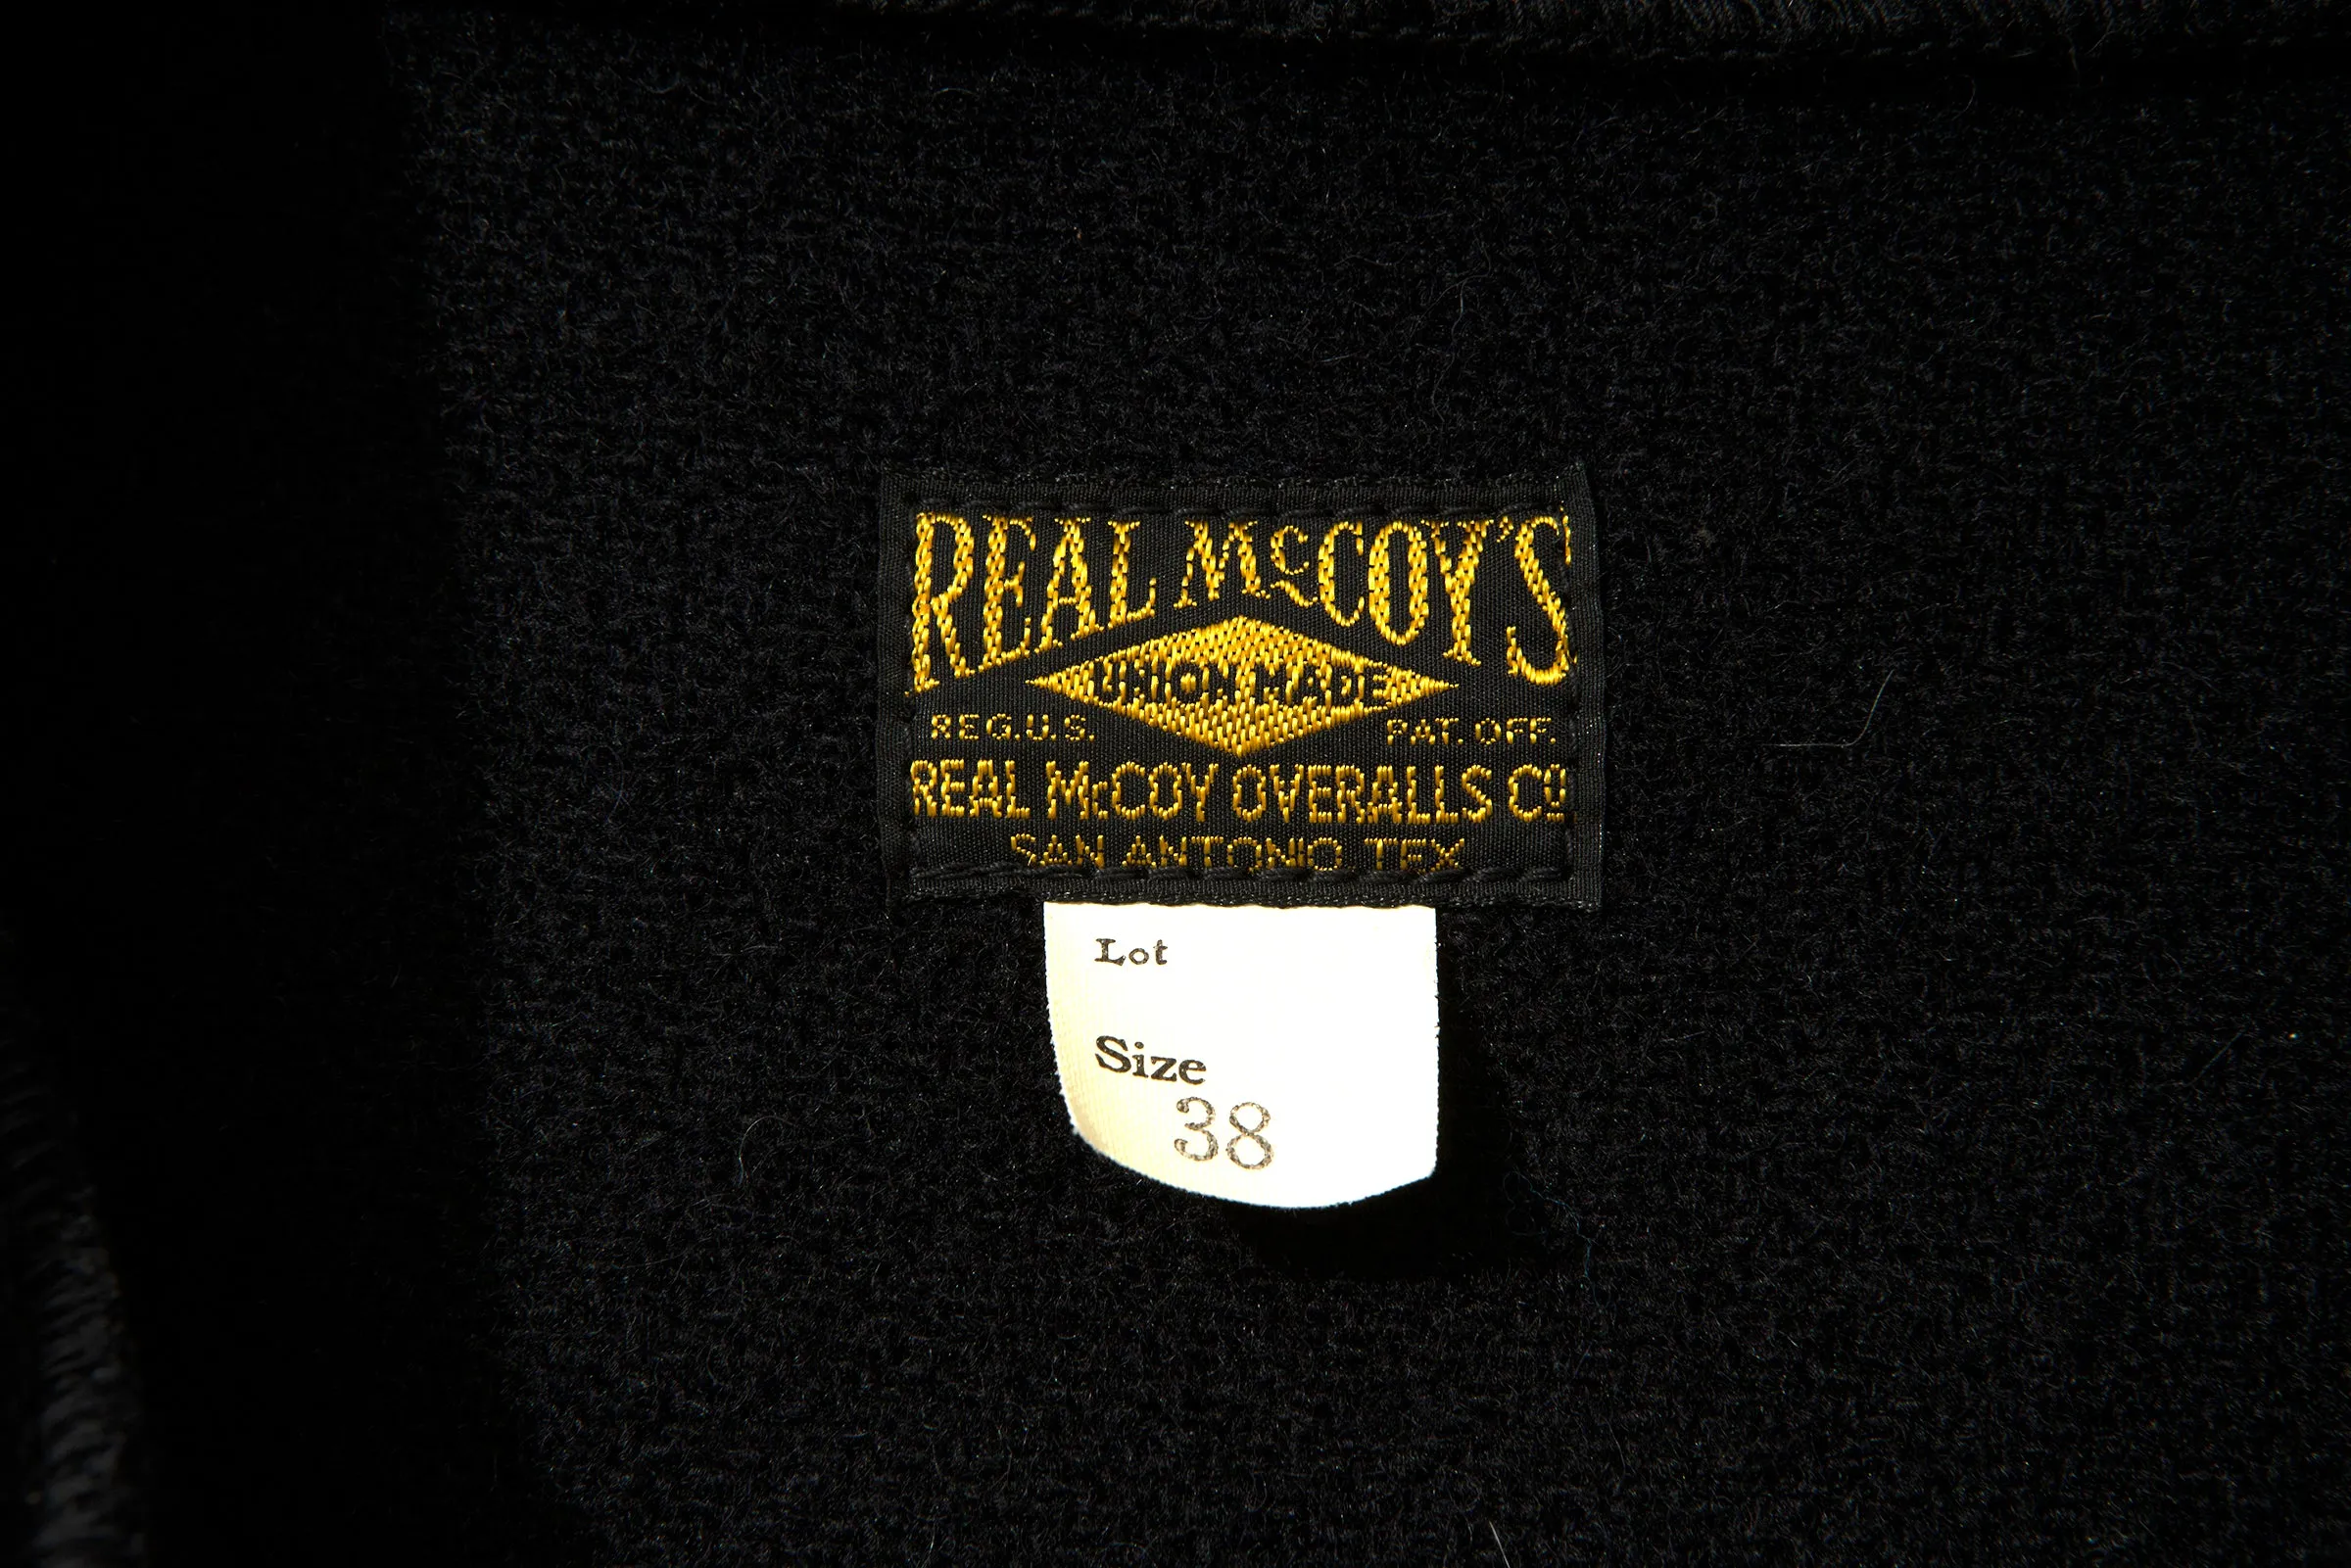 REAL McCOY'S
UNION MADE
REG.U.S. PAT. OFF.
REAL McCOY OVERALLS CO
SAN ANTONIO, TEX
Lot
Size
38